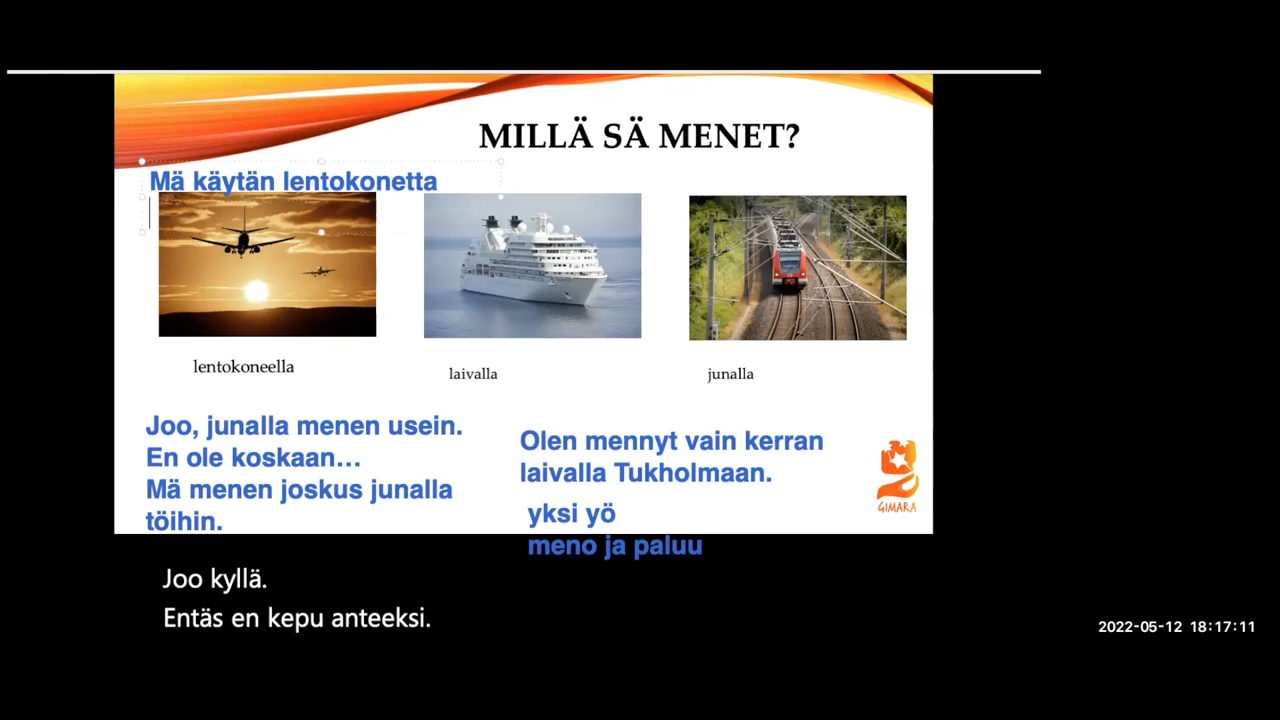 MILLÄ SÄ MENET?
Mä käytän lentokonetta
lentokoneella
laivalla
junalla
Joo, junalla menen usein.
En ole koskaan…
Mä menen joskus junalla
töihin.
Olen mennyt vain kerran
laivalla Tukholmaan.
yksi yö
meno ja paluu
GIMARA
Joo kyllä.
Entäs en kepu anteeksi.
2022-05-12 18:17:11